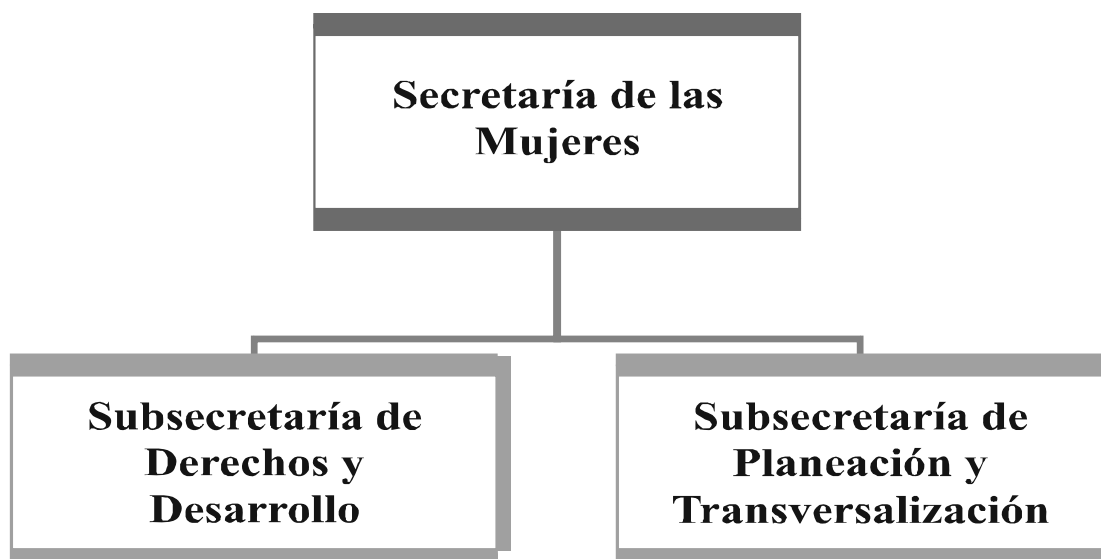 Secretaría de las
Mujeres
Subsecretaría de
Derechos y
Desarrollo
Subsecretaría de
Planeación y
Transversalización